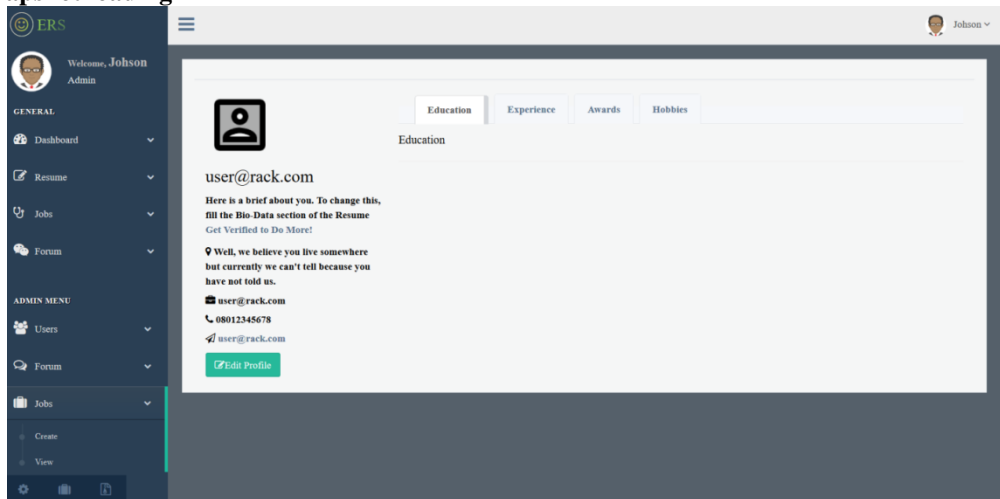 ERS
Johson
Welcome, Johson
Admin
GENERAL
Dashboard
Resume
Jobs
Forum
ADMIN MENU
Users
Forum
Jobs
Create
View
Education Experience Awards Hobbies
Education
user@rack.com
Here is a brief about you. To change this,
fill the Bio-Data section of the Resume
Get Verified to Do More!
Well, we believe you live somewhere
but currently we can't tell because you
have not told us.
user@rack.com
08012345678
user@rack.com
Edit Profile